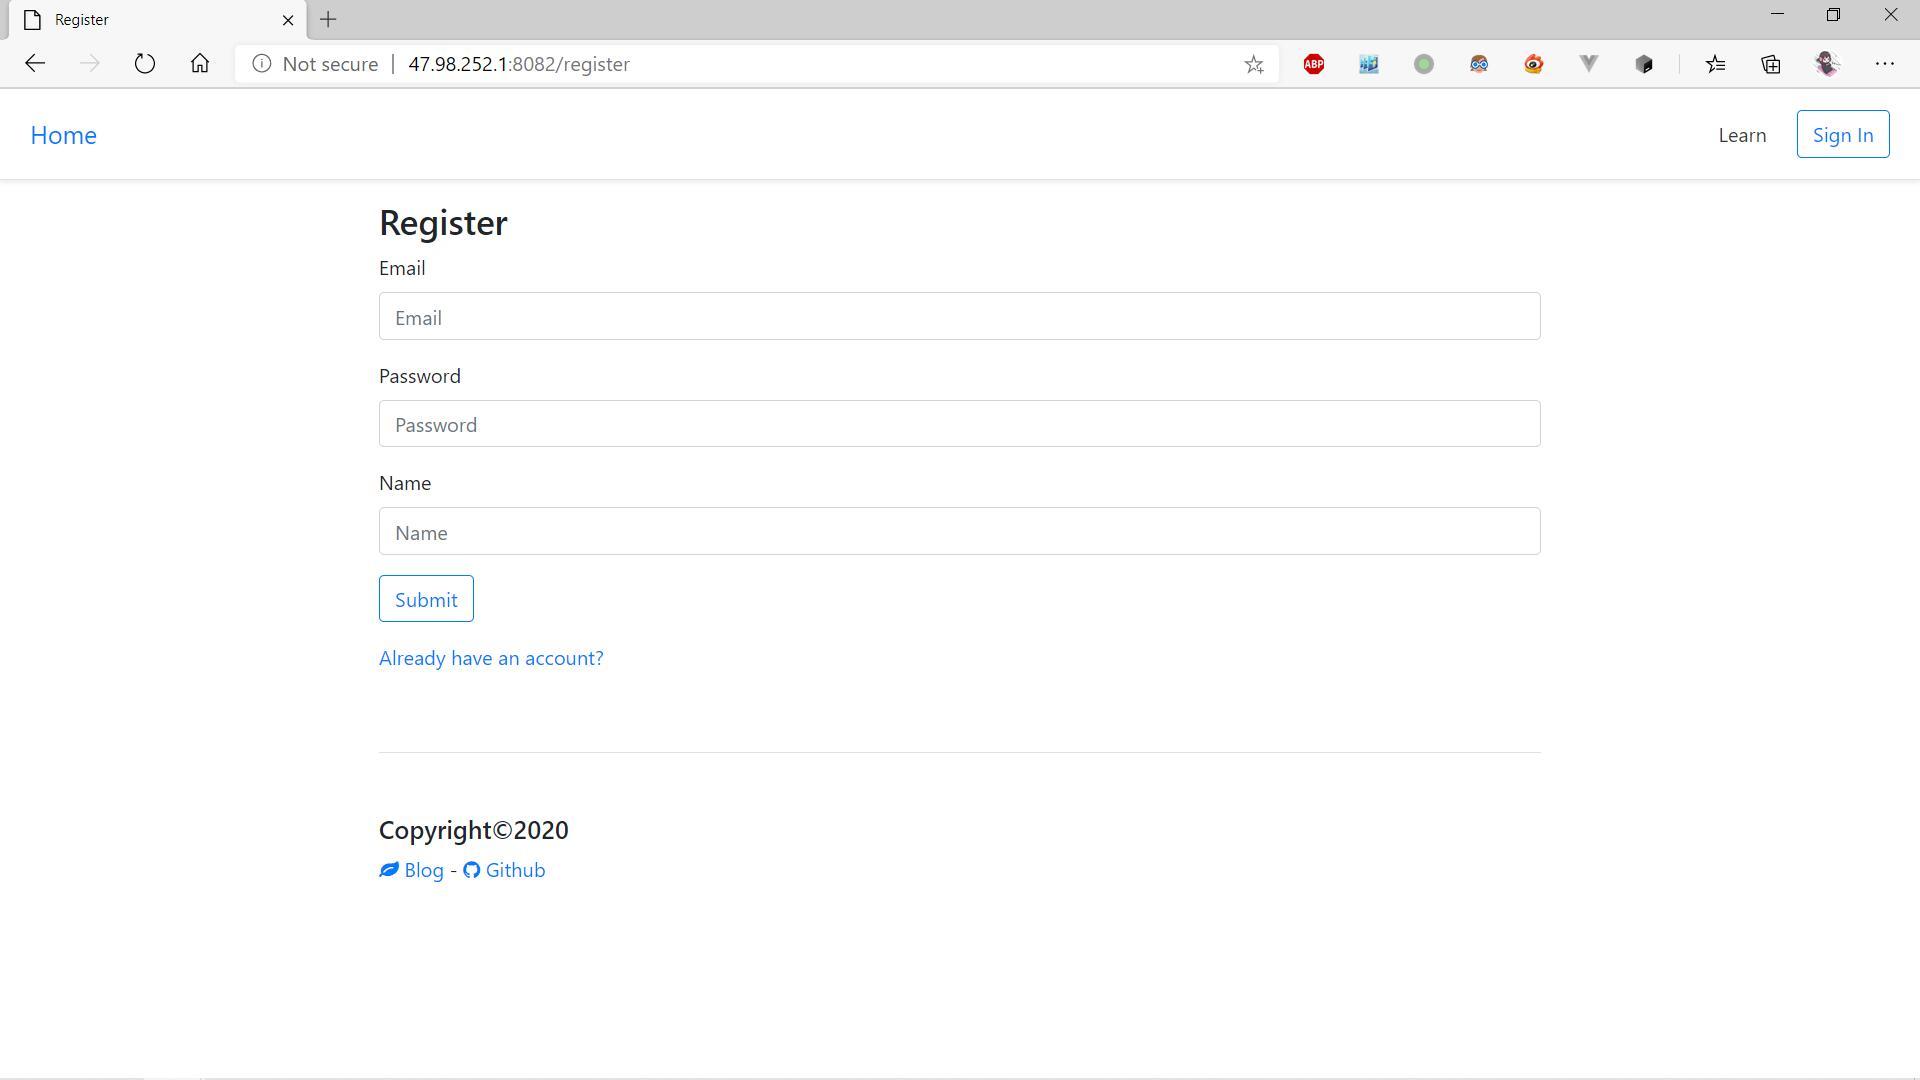 Register
Not secure | 47.98.252.1:8082/register
ABP
Home
Learn
Sign In
Register
Email
Email
Password
Password
Name
Name
Submit
Already have an account?
Copyright©2020
Blog - Github